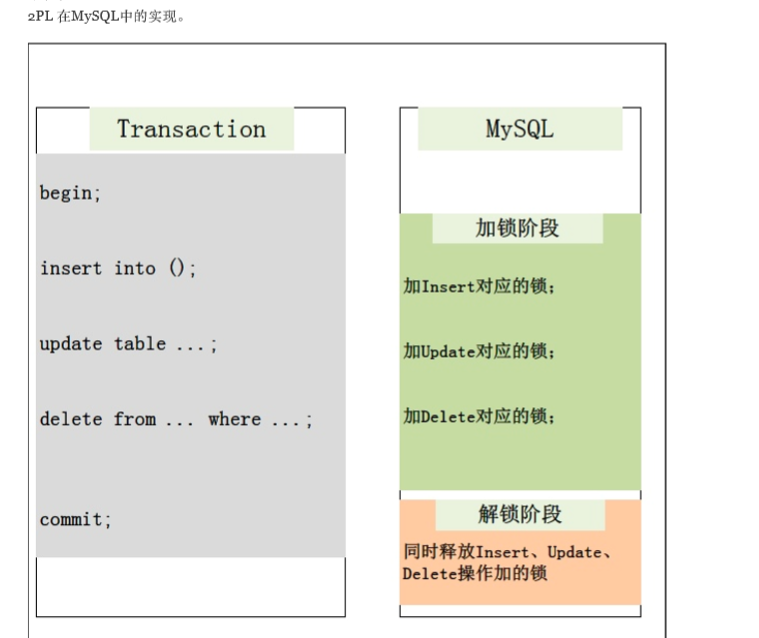 2PL 在MySQL中的实现。
Transaction
MySQL
begin;
加锁阶段
insert into ();
加Insert对应的锁;
update table ...;
加Update对应的锁;
delete from ... where ...;
加Delete对应的锁;
commit;
解锁阶段
同时释放Insert、Update、
Delete操作加的锁